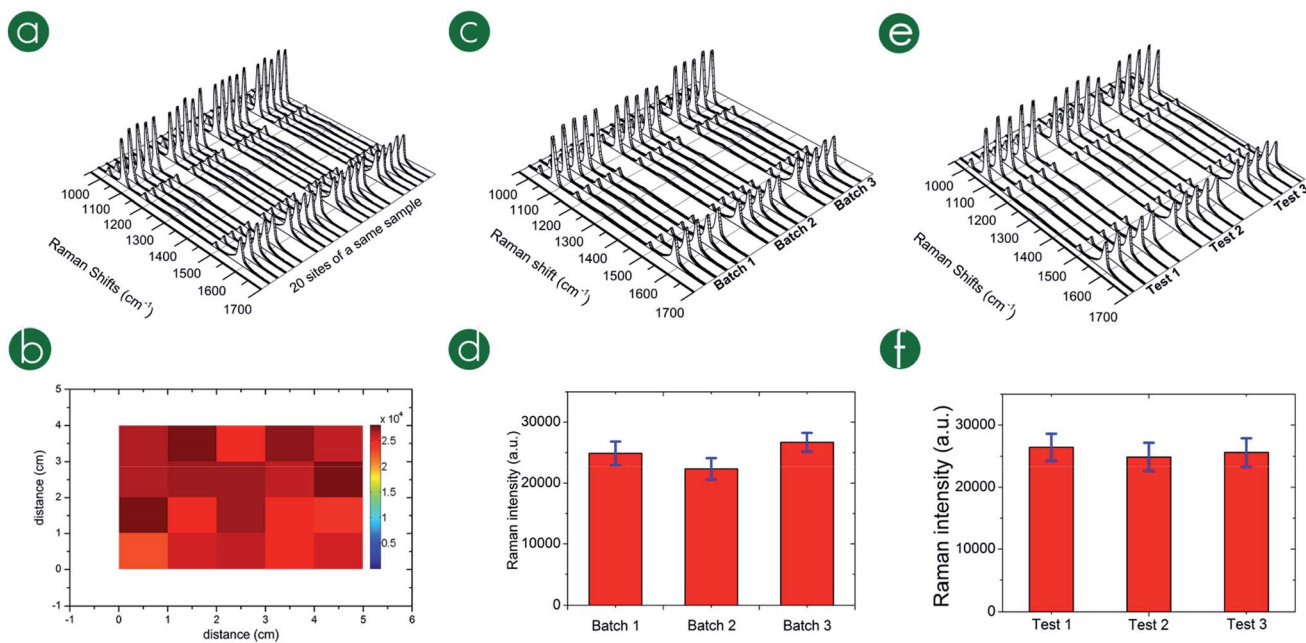 a
1000
1100
1200
1300
1400
1500
1600
1700
Raman Shifts (cm⁻¹)
20 sites of a same sample
c
1000
1100
1200
1300
1400
1500
1600
1700
Raman shift (cm⁻¹)
Batch 1
Batch 2
Batch 3
e
1000
1100
1200
1300
1400
1500
1600
1700
Raman Shifts (cm⁻¹)
Test 1
Test 2
Test 3
b
5
4
3
2
1
0
-1
distance (cm)
-1 0 1 2 3 4 5 6
distance (cm)
x 10⁴
2.5
2
1.5
1
0.5
d
30000
20000
10000
0
Raman intensity (a.u.)
Batch 1 Batch 2 Batch 3
f
30000
20000
10000
0
Raman intensity (a.u.)
Test 1 Test 2 Test 3